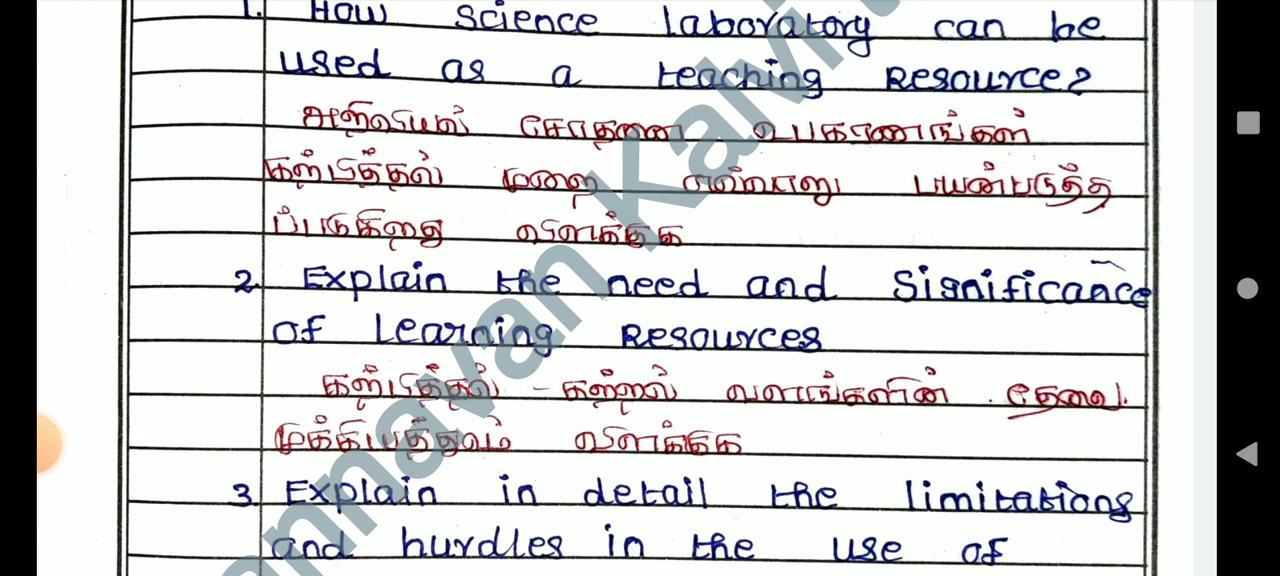 1. How science laboratory can be
used as a teaching Resource?
அறிவியல் சோதனை உபகரணங்கள்
கற்பித்தல் முறை எவ்வாறு பயன்படுத்த
ப்படுகிறது விளக்குக
2. Explain the need and Significance
of learning Resources
கற்பித்தல் - கற்றல் வளங்களின் தேவை
முக்கியத்துவம் விளக்குக
3. Explain in detail the limitations
and hurdles in the use of
annavan Kalvi